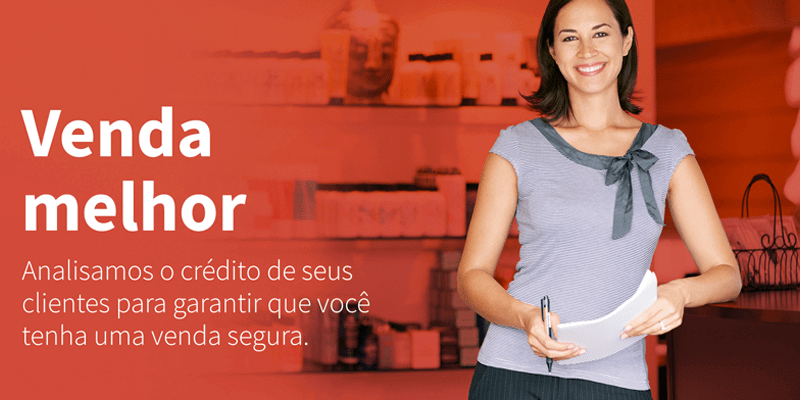 Venda
melhor
Analisamos o crédito de seus
clientes para garantir que você
tenha uma venda segura.